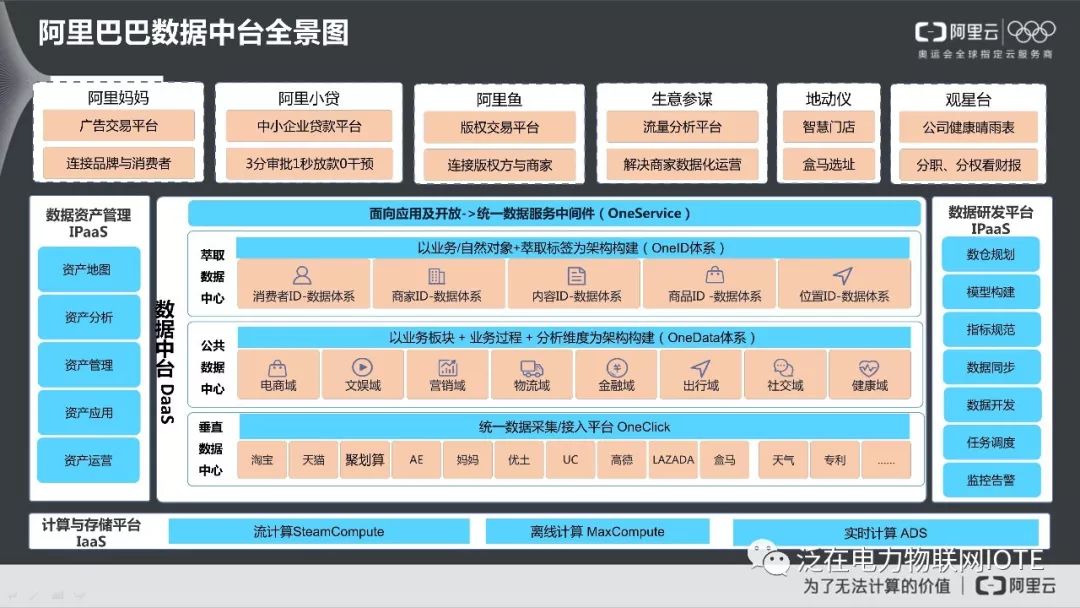 阿里巴巴数据中台全景图
阿里云
奥运会全球指定云服务商
阿里妈妈
广告交易平台
连接品牌与消费者
阿里小贷
中小企业贷款平台
3分审批1秒放款0干预
阿里鱼
版权交易平台
连接版权方与商家
生意参谋
流量分析平台
解决商家数据化运营
地动仪
智慧门店
盒马选址
观星台
公司健康晴雨表
分职、分权看财报
数据资产管理
IPaaS
资产地图
资产分析
资产管理
资产应用
资产运营
数据中台 DaaS
面向应用及开放->统一数据服务中间件（OneService）
萃取
数据
中心
以业务/自然对象+萃取标签为架构构建（OneID体系）
消费者ID-数据体系
商家ID-数据体系
内容ID-数据体系
商品ID -数据体系
位置ID-数据体系
公共
数据
中心
以业务板块 + 业务过程 + 分析维度为架构构建（OneData体系）
电商域
文娱域
营销域
物流域
金融域
出行域
社交域
健康域
垂直
数据
中心
统一数据采集/接入平台 OneClick
淘宝
天猫
聚划算
AE
妈妈
优土
UC
高德
LAZADA
盒马
天气
专利
......
数据研发平台
IPaaS
数仓规划
模型构建
指标规范
数据同步
数据开发
任务调度
监控告警
计算与存储平台
IaaS
流计算SteamCompute
离线计算 MaxCompute
实时计算 ADS
泛在电力物联网IOTE
为了无法计算的价值
阿里云